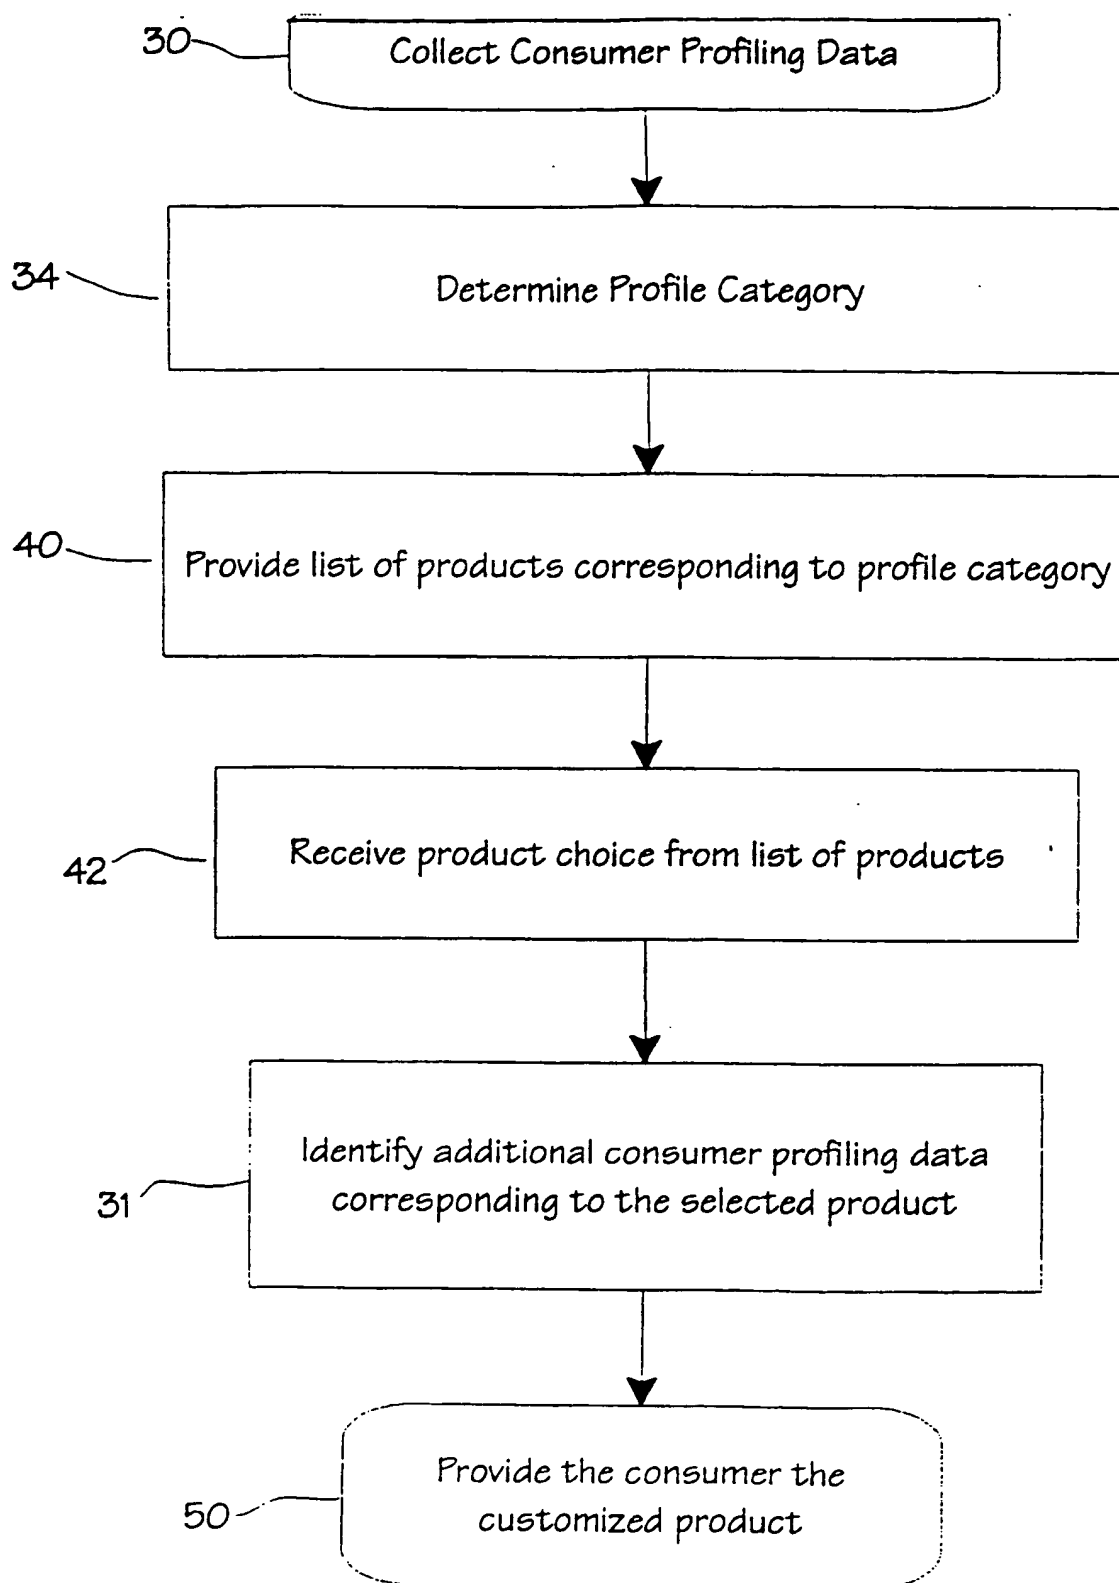 30
Collect Consumer Profiling Data
34
Determine Profile Category
40
Provide list of products corresponding to profile category
42
Receive product choice from list of products
31
Identify additional consumer profiling data
corresponding to the selected product
50
Provide the consumer the
customized product